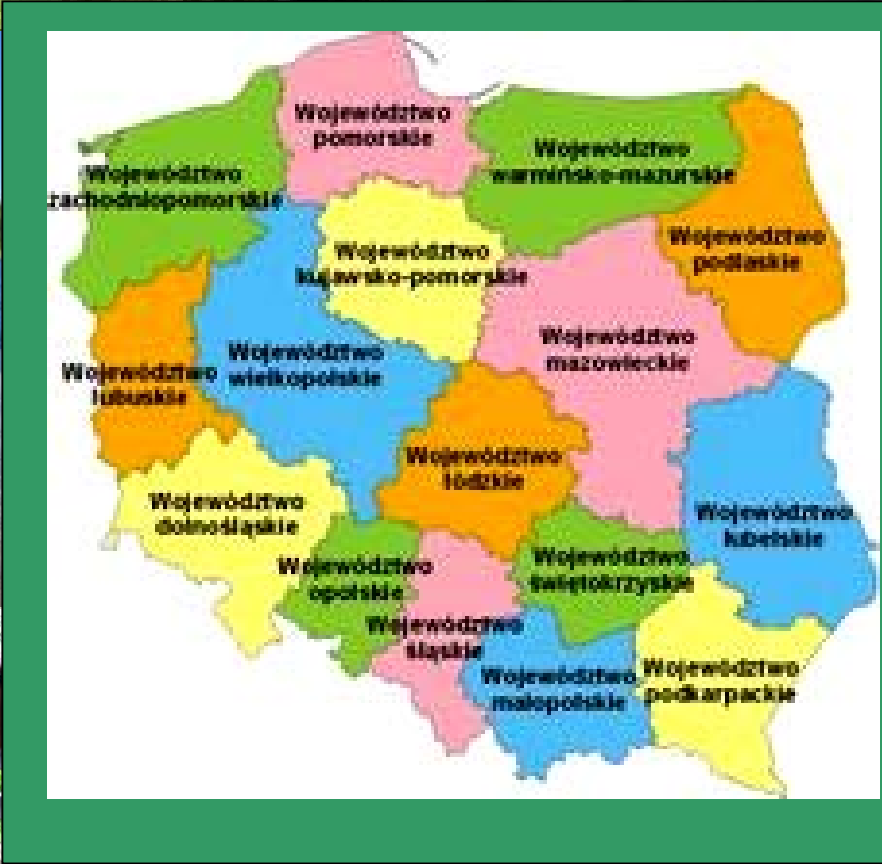 Województwo
pomorskie
Województwo
warmińsko-mazurskie
Województwo
zachodniopomorskie
Województwo
podlaskie
Województwo
kujawsko-pomorskie
Województwo
mazowieckie
Województwo
wielkopolskie
Województwo
lubuskie
Województwo
łódzkie
Województwo
dolnośląskie
Województwo
lubelskie
Województwo
opolskie
Województwo
świętokrzyskie
Województwo
śląskie
Województwo
małopolskie
Województwo
podkarpackie